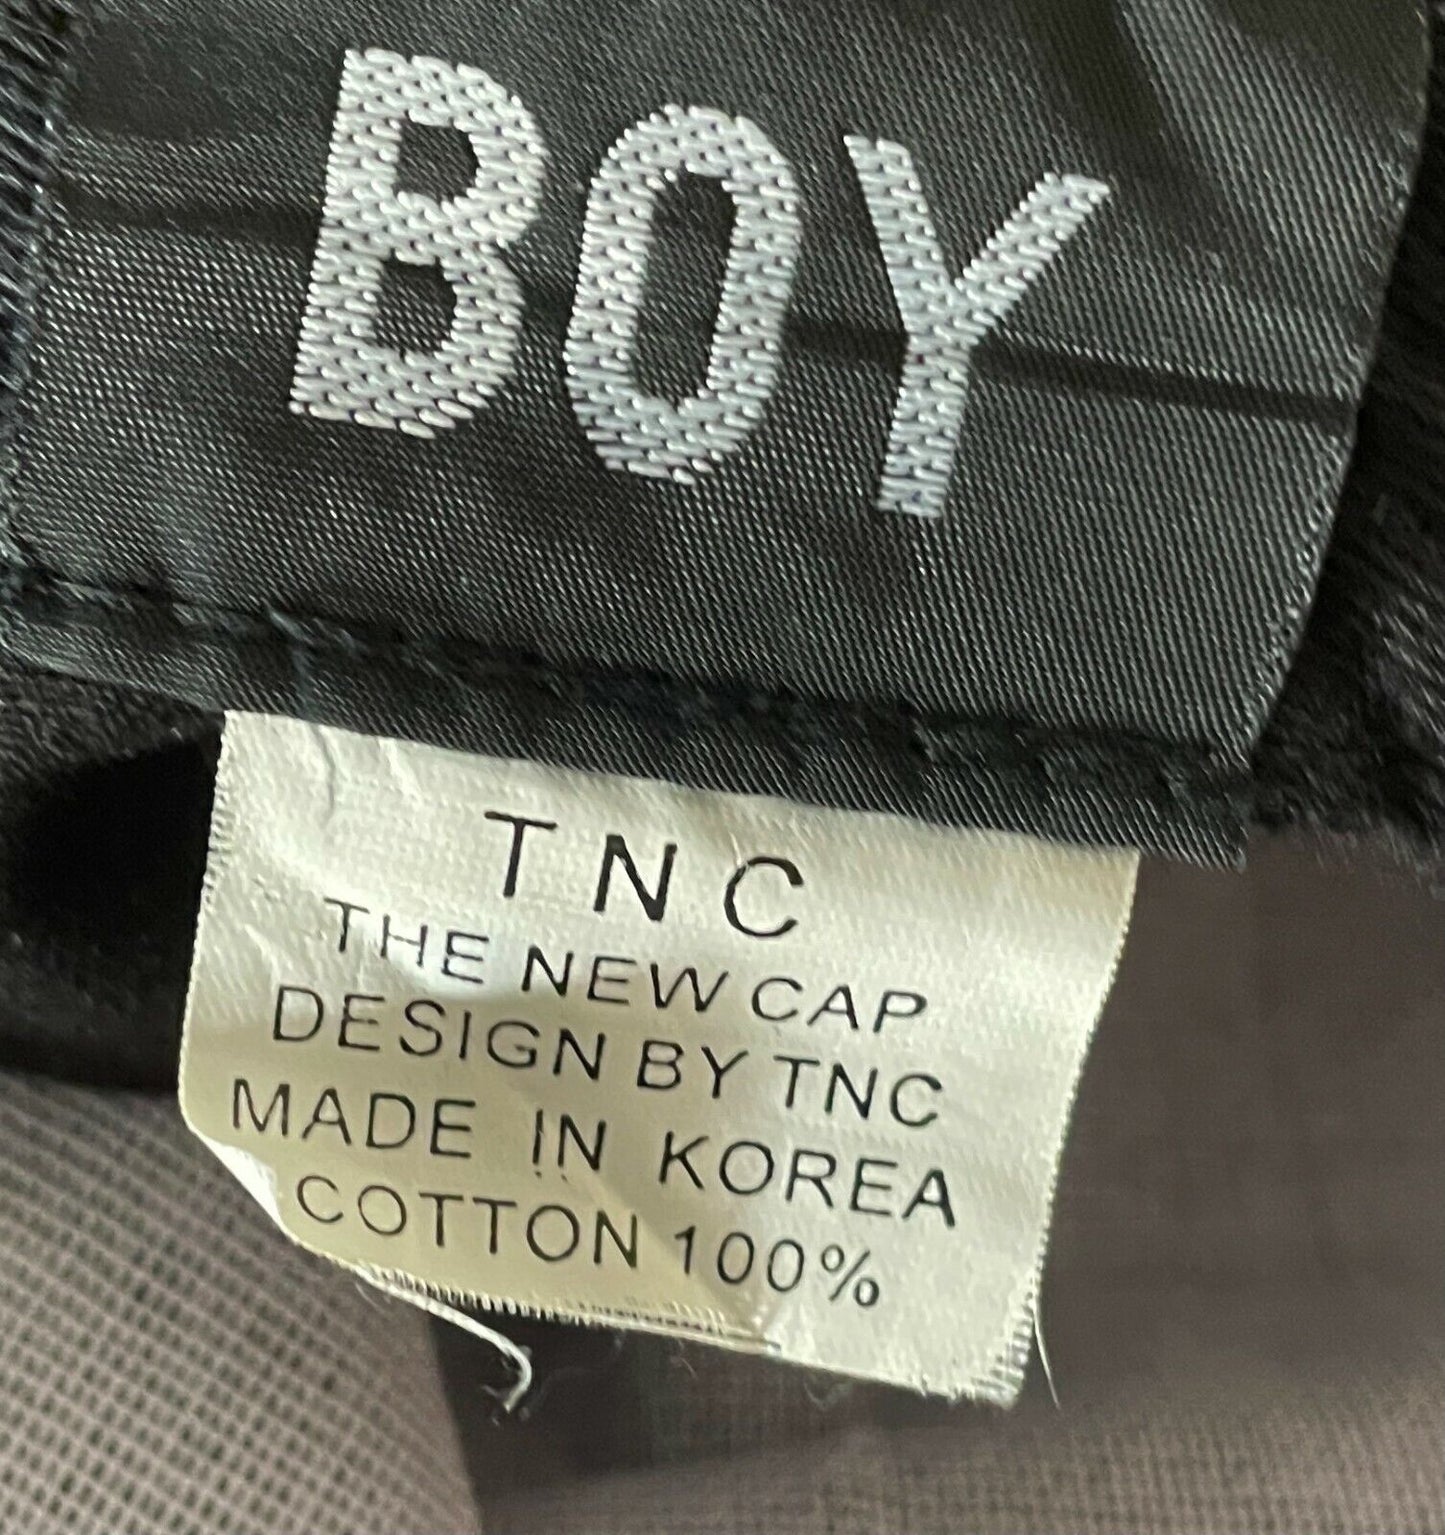 BOY
TNC
THE NEW CAP
DESIGN BY TNC
MADE IN KOREA
COTTON 100%